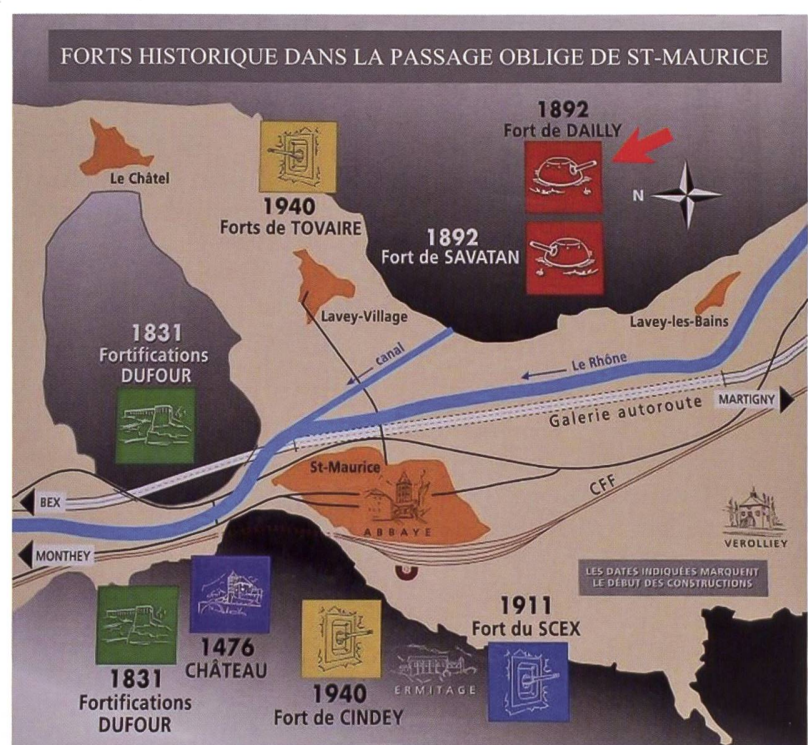 FORTS HISTORIQUE DANS LA PASSAGE OBLIGE DE ST-MAURICE
1892
Fort de DAILLY
Le Châtel
1940
Forts de TOVAIRE
N
1892
Fort de SAVATAN
Lavey-Village
Lavey-les-Bains
1831
Fortifications
DUFOUR
canal
Le Rhône
MARTIGNY
Galerie autoroute
St-Maurice
BEX
CFF
ABBAYE
VEROLLIEY
MONTHEY
LES DATES INDIQUÉES MARQUENT
LE DÉBUT DES CONSTRUCTIONS
1911
Fort du SCEX
1476
CHÂTEAU
1831
Fortifications
DUFOUR
1940
Fort de CINDEY
ERMITAGE